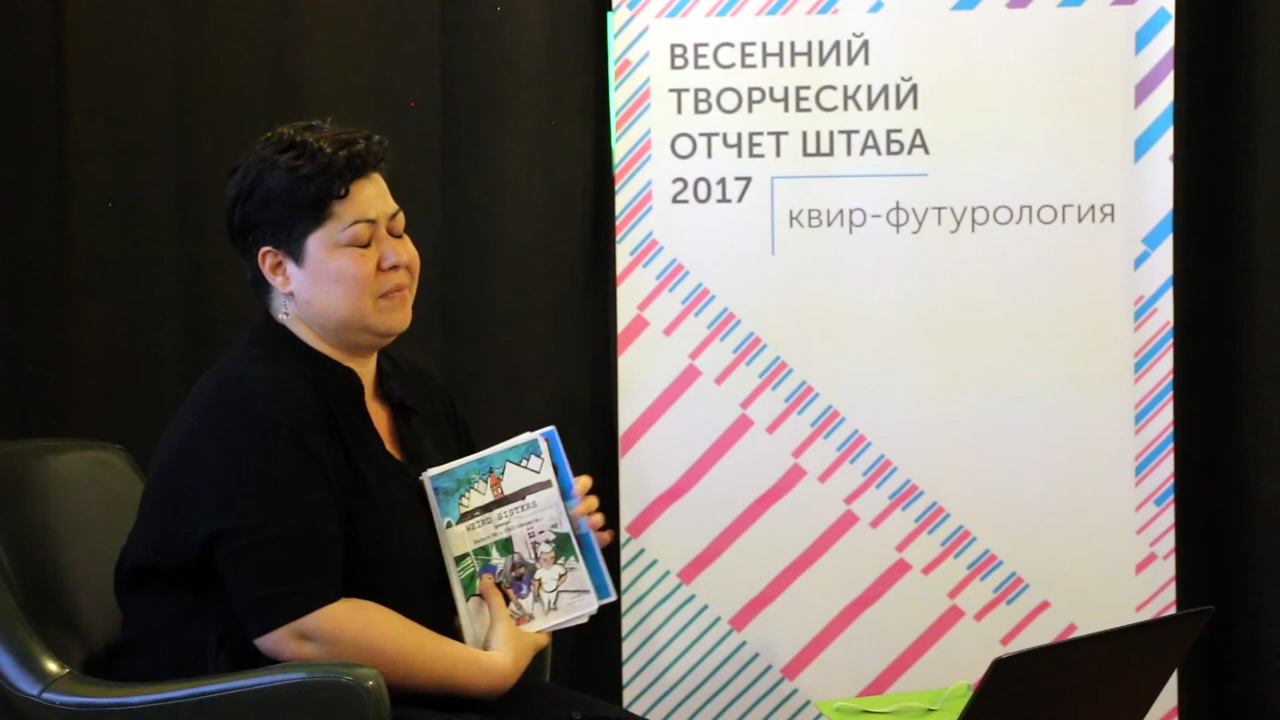 ВЕСЕННИЙ
ТВОРЧЕСКИЙ
ОТЧЕТ ШТАБА
2017
квир-футурология
WEIRD SISTERS